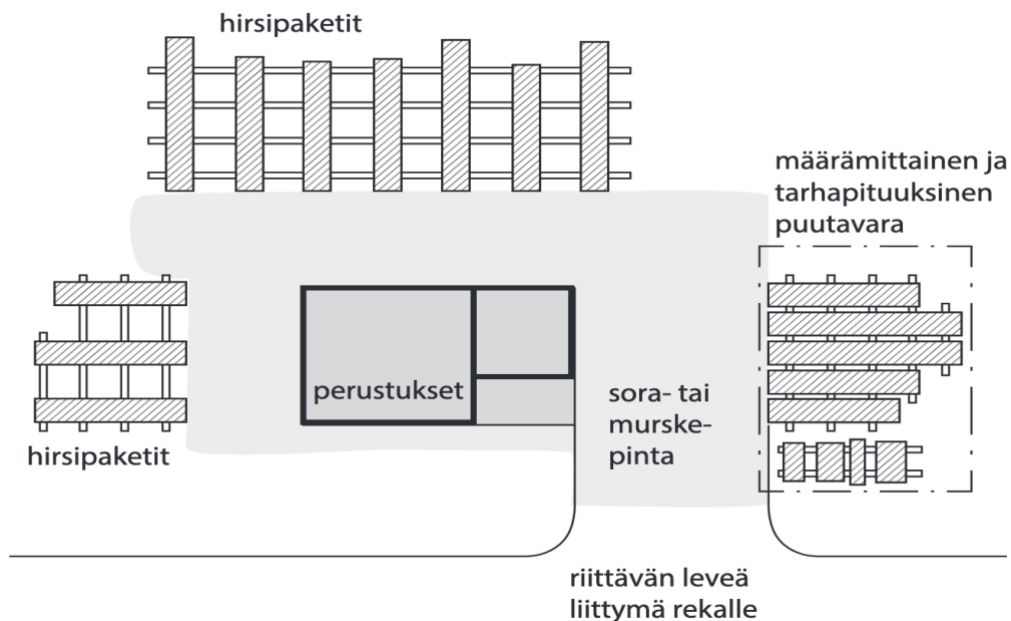 hirsipaketit
määrämittainen ja
tarhapituuksinen
puutavara
perustukset
sora- tai
murske-
pinta
hirsipaketit
riittävän leveä
liittymä rekalle